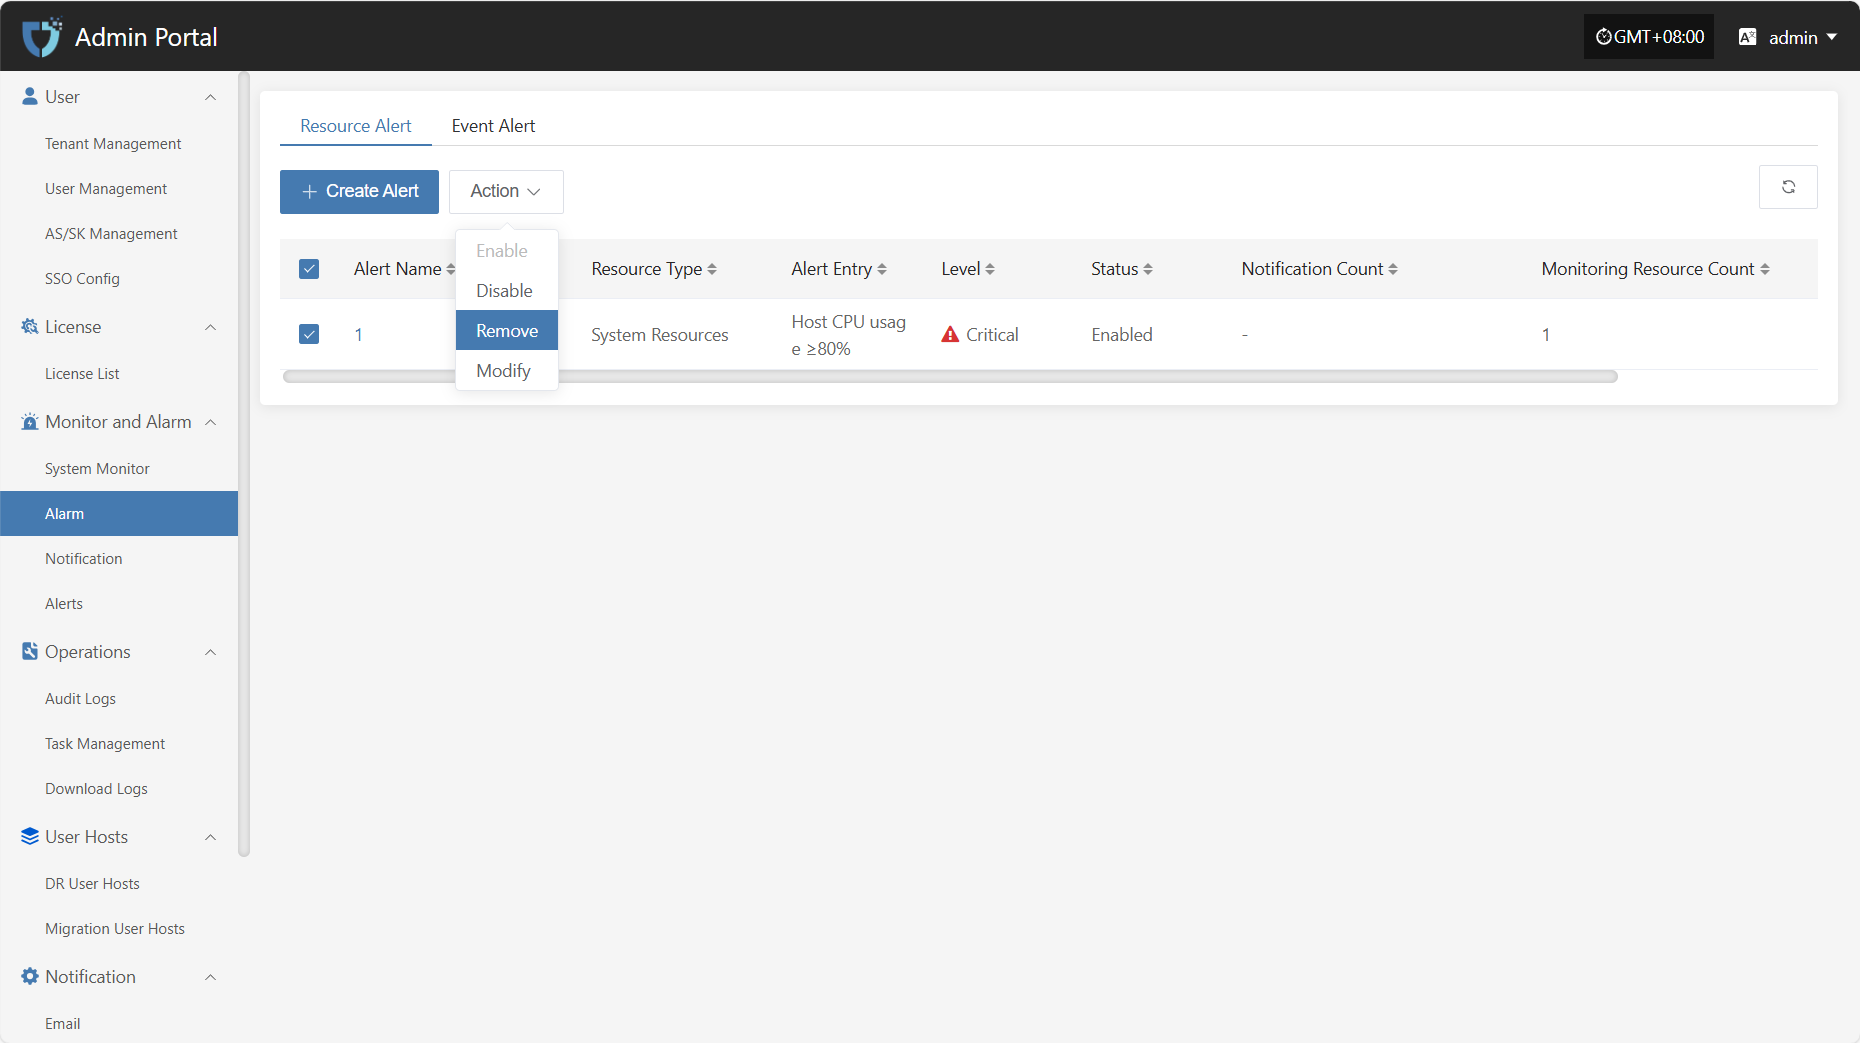 Admin Portal
GMT+08:00
admin
User
Tenant Management
User Management
AS/SK Management
SSO Config
License
License List
Monitor and Alarm
System Monitor
Alarm
Notification
Alerts
Operations
Audit Logs
Task Management
Download Logs
User Hosts
DR User Hosts
Migration User Hosts
Notification
Email
Resource Alert
Event Alert
Create Alert
Action
Enable
Disable
Remove
Modify
Alert Name
Resource Type
Alert Entry
Level
Status
Notification Count
Monitoring Resource Count
1
System Resources
Host CPU usag
e ≥80%
Critical
Enabled
-
1